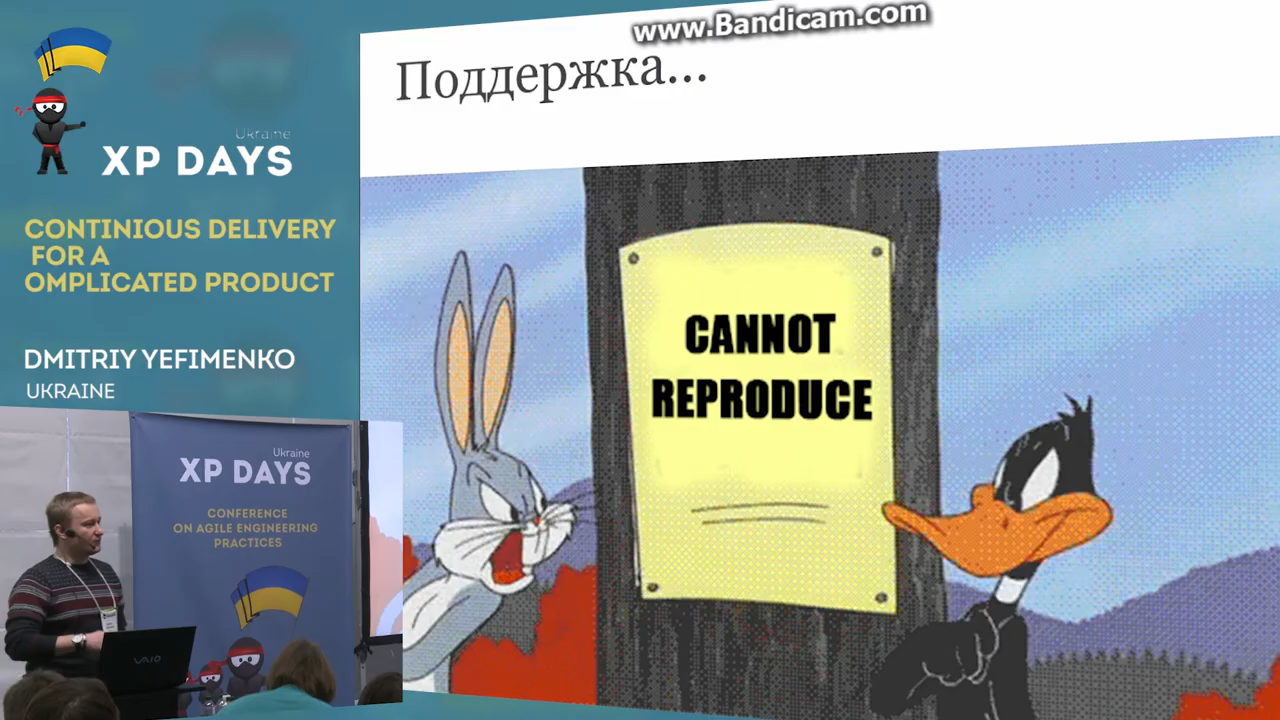 www.Bandicam.com
Поддержка...
Ukraine
XP DAYS
CONTINIOUS DELIVERY
FOR A
OMPLICATED PRODUCT
DMITRIY YEFIMENKO
UKRAINE
CANNOT
REPRODUCE
Ukraine
XP DAYS
CONFERENCE
ON AGILE ENGINEERING
PRACTICES
VAIO